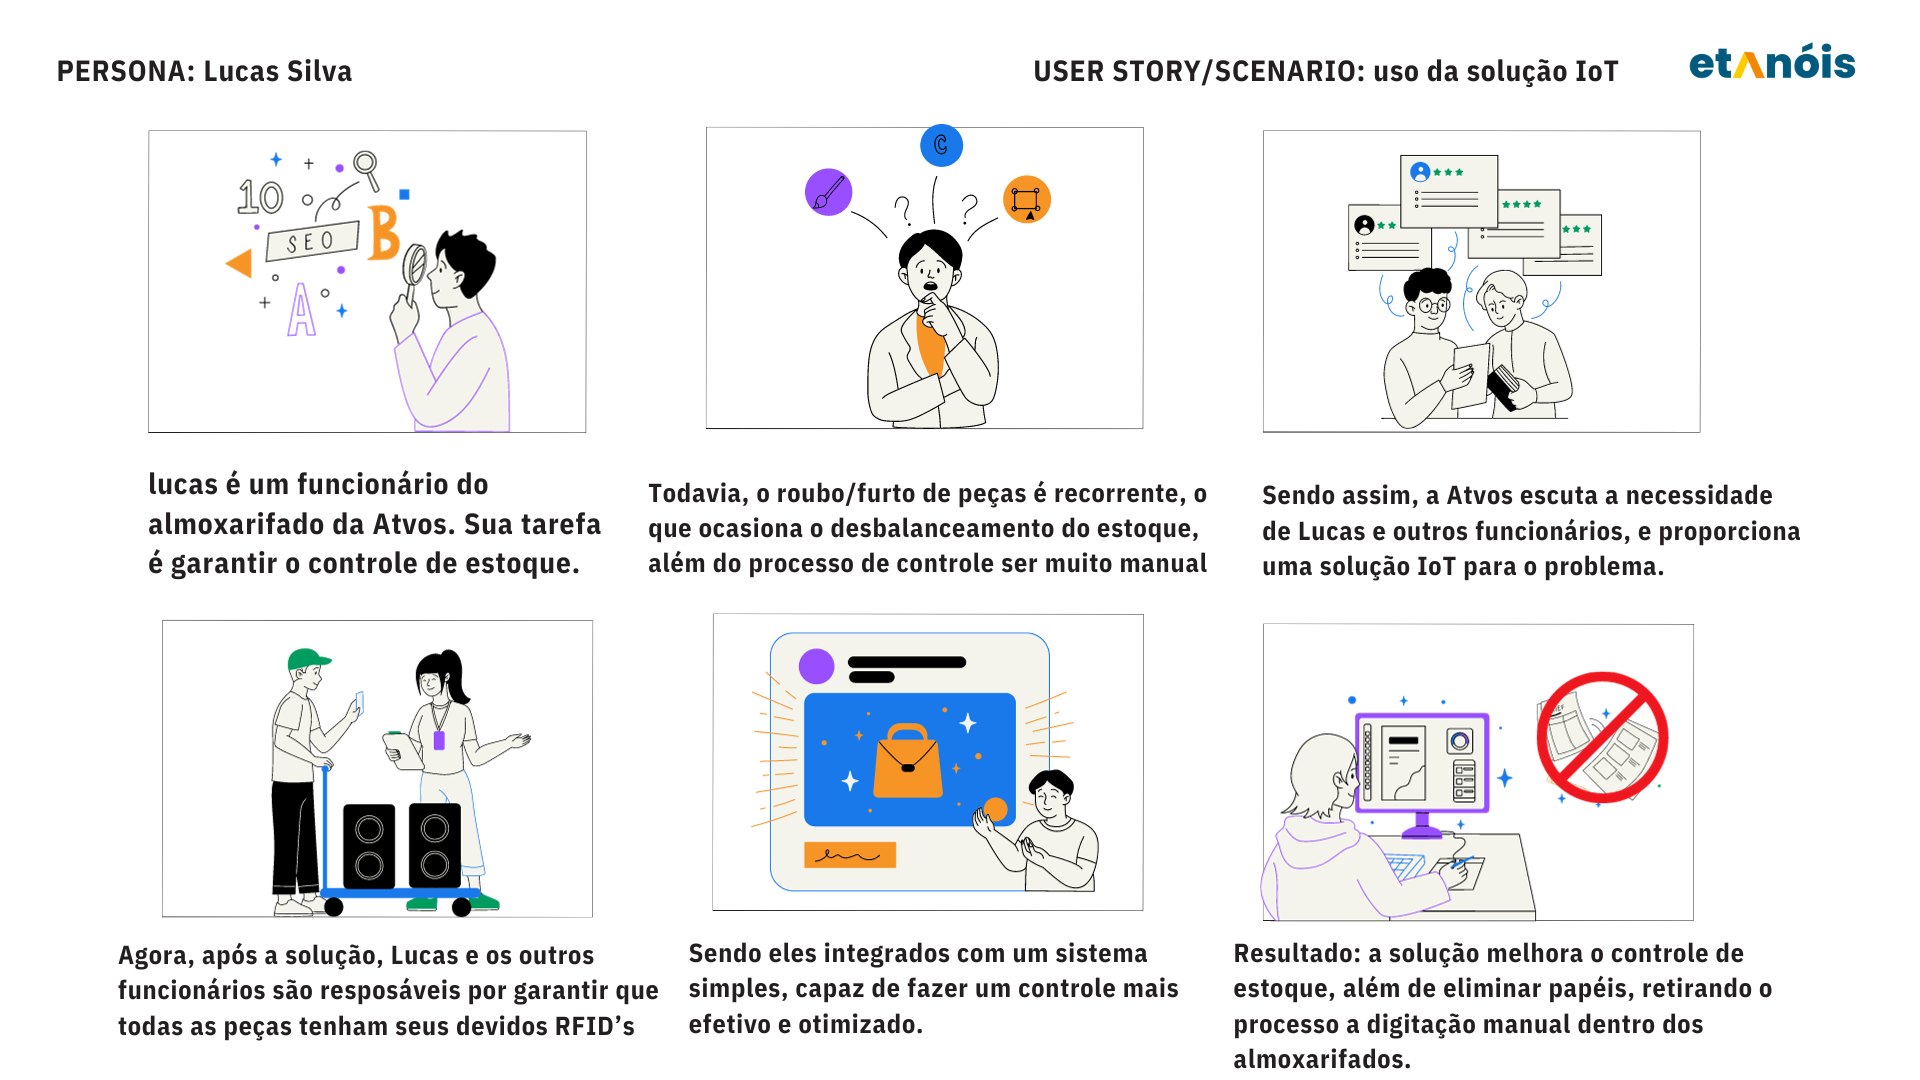 PERSONA: Lucas Silva
USER STORY/SCENARIO: uso da solução IoT
etanóis
10
SEO
B
A
C
lucas é um funcionário do
almoxarifado da Atvos. Sua tarefa
é garantir o controle de estoque.
Todavia, o roubo/furto de peças é recorrente, o
que ocasiona o desbalanceamento do estoque,
além do processo de controle ser muito manual
Sendo assim, a Atvos escuta a necessidade
de Lucas e outros funcionários, e proporciona
uma solução IoT para o problema.
Agora, após a solução, Lucas e os outros
funcionários são resposáveis por garantir que
todas as peças tenham seus devidos RFID’s
Sendo eles integrados com um sistema
simples, capaz de fazer um controle mais
efetivo e otimizado.
Resultado: a solução melhora o controle de
estoque, além de eliminar papéis, retirando o
processo a digitação manual dentro dos
almoxarifados.